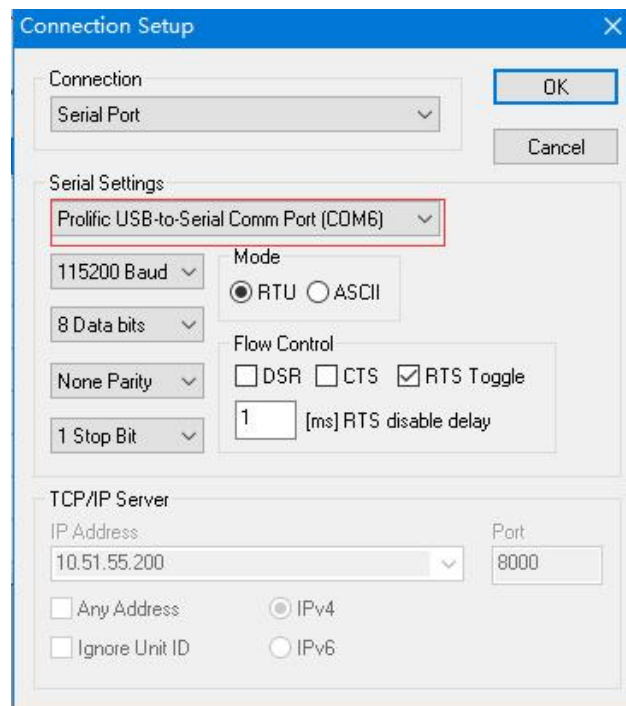 Connection Setup
Connection
OK
Serial Port
Cancel
Serial Settings
Prolific USB-to-Serial Comm Port (COM6)
115200 Baud
Mode
RTU ASCII
8 Data bits
Flow Control
None Parity
DSR CTS RTS Toggle
1 [ms] RTS disable delay
1 Stop Bit
TCP/IP Server
IP Address Port
10.51.55.200 8000
Any Address IPv4
Ignore Unit ID IPv6